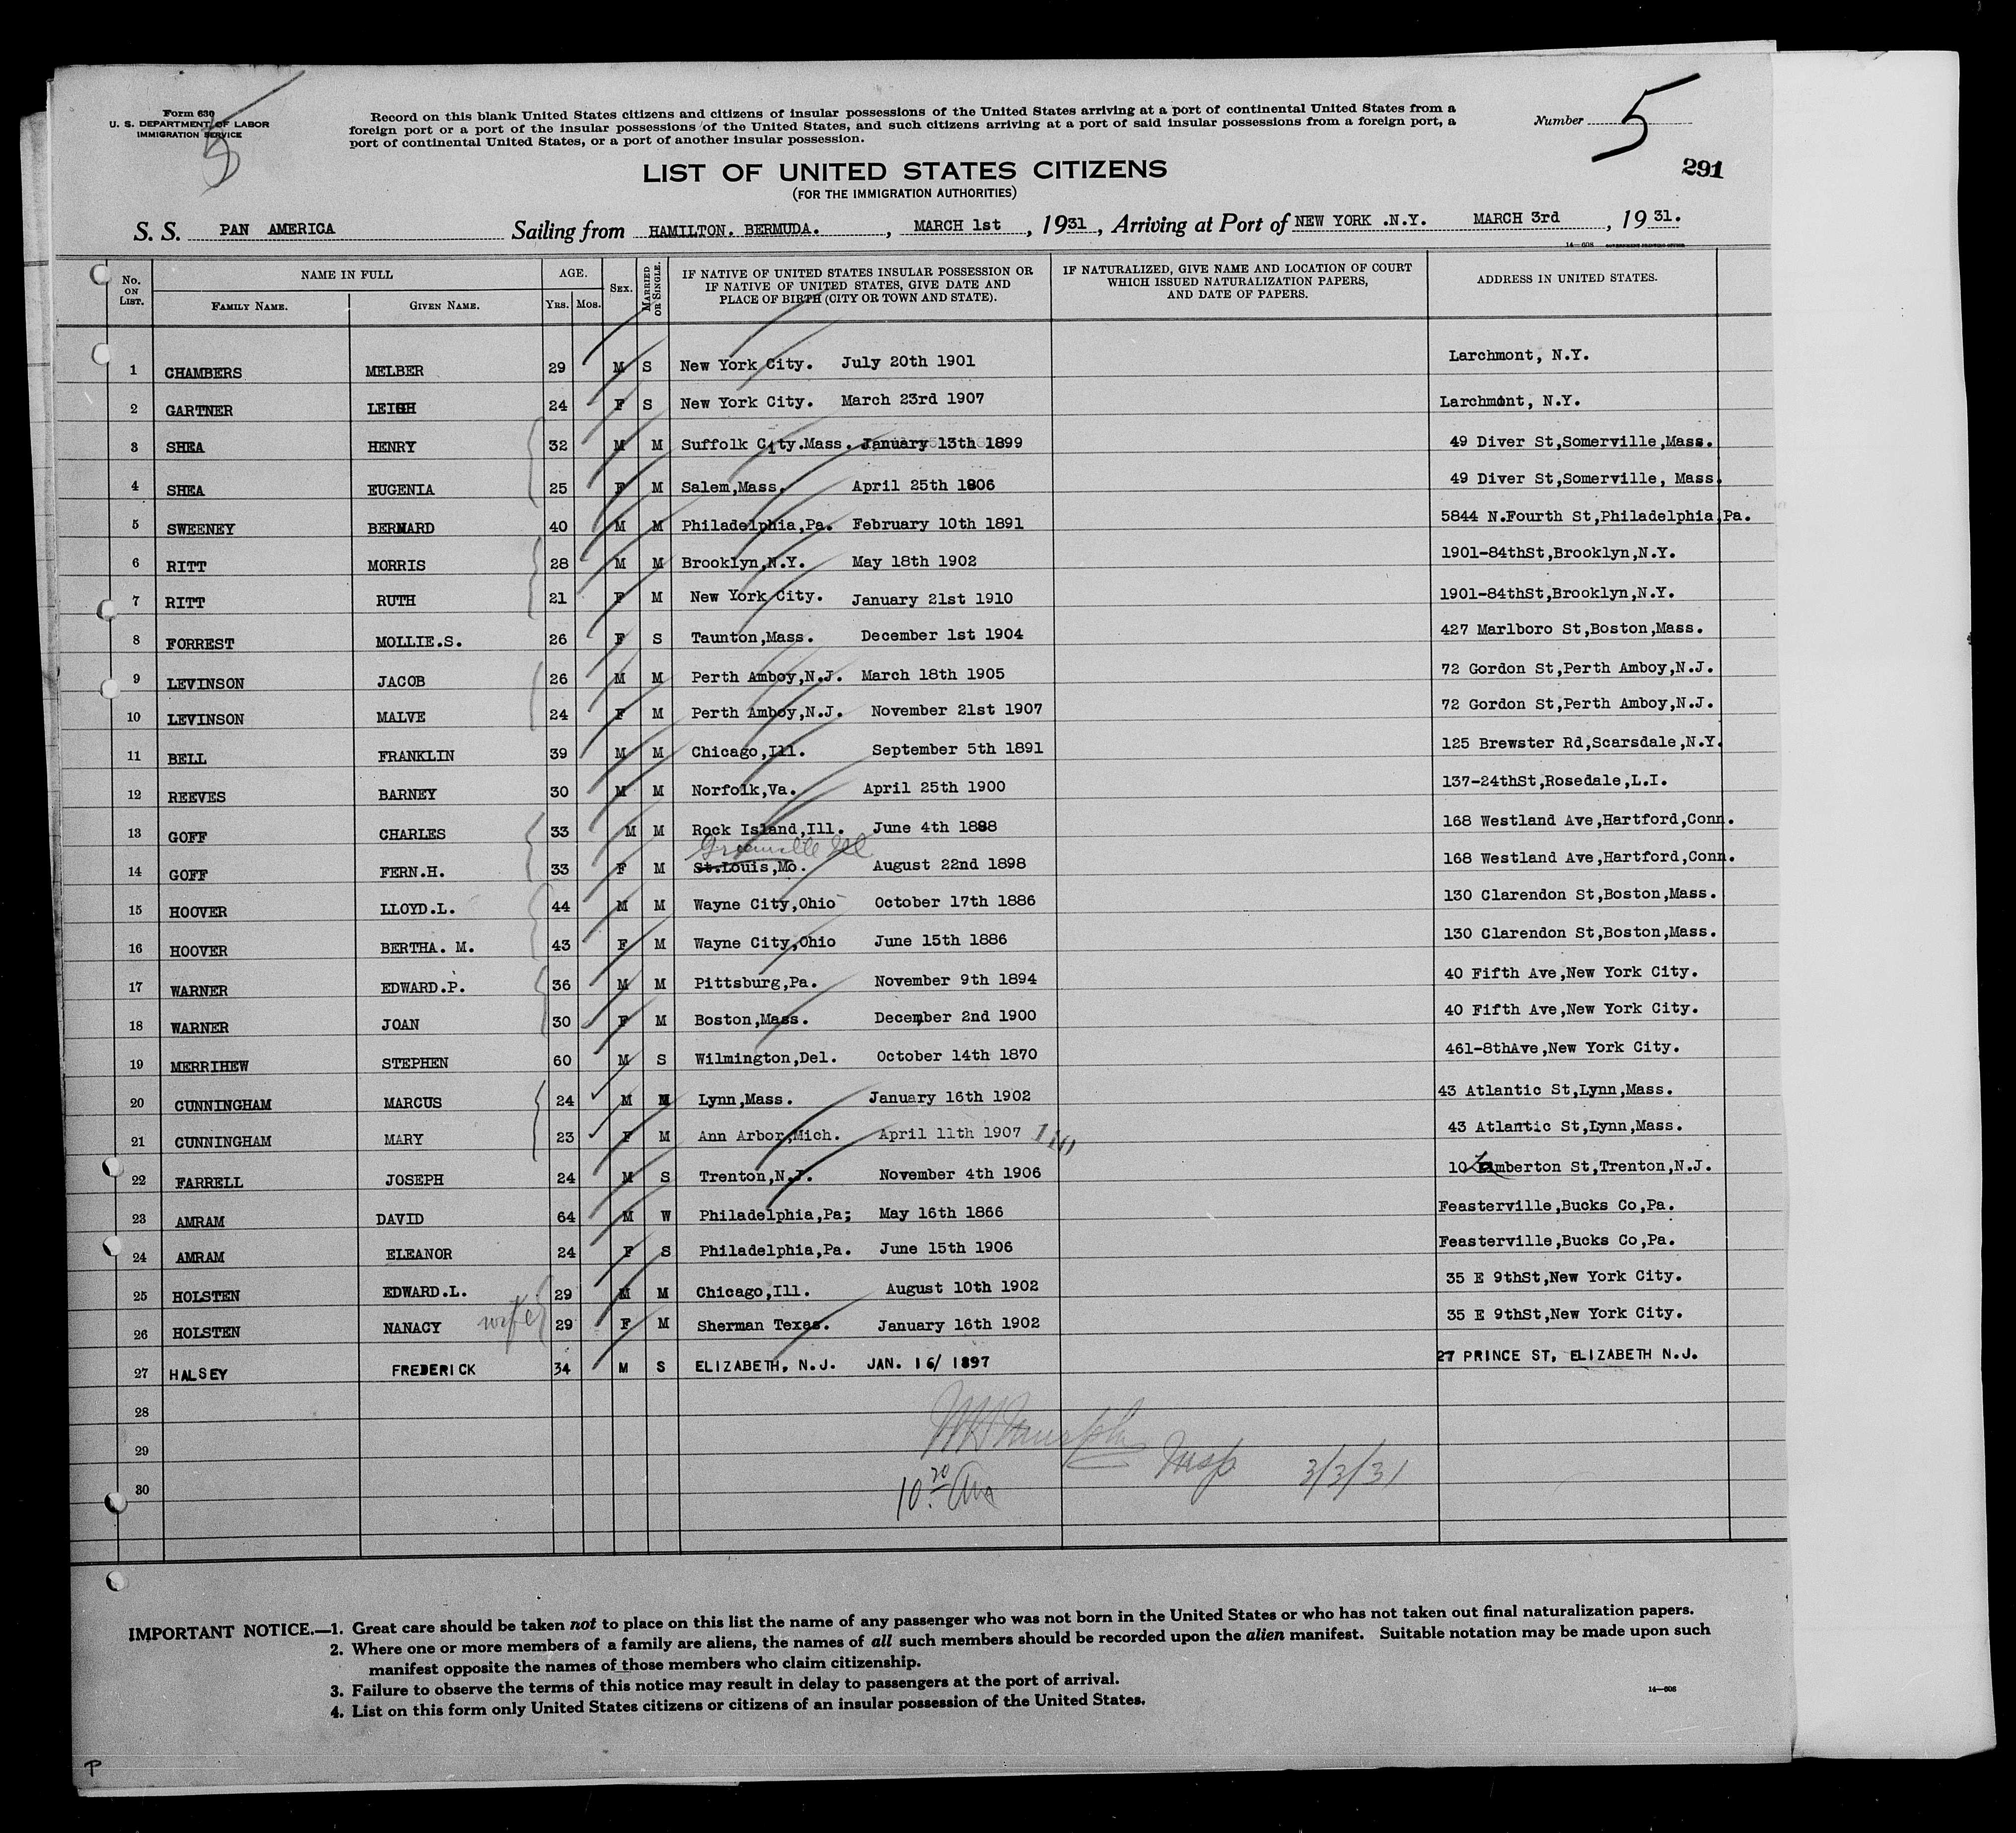 Form 630
U. S. DEPARTMENT OF LABOR
IMMIGRATION SERVICE
5
Record on this blank United States citizens and citizens of insular possessions of the United States arriving at a port of continental United States from a
foreign port or a port of the insular possessions of the United States, and such citizens arriving at a port of said insular possessions from a foreign port, a
port of continental United States, or a port of another insular possession.
Number 5
291
LIST OF UNITED STATES CITIZENS
(FOR THE IMMIGRATION AUTHORITIES)
S. S. PAN AMERICA Sailing from HAMILTON. BERMUDA. , MARCH 1st , 1931, Arriving at Port of NEW YORK .N.Y. MARCH 3rd , 1931.
14—608 GOVERNMENT PRINTING OFFICE
No. ON LIST. NAME IN FULL FAMILY NAME. GIVEN NAME. AGE. YRS. MOS. SEX. MARRIED OR SINGLE. IF NATIVE OF UNITED STATES INSULAR POSSESSION OR IF NATIVE OF UNITED STATES, GIVE DATE AND PLACE OF BIRTH (CITY OR TOWN AND STATE). IF NATURALIZED, GIVE NAME AND LOCATION OF COURT WHICH ISSUED NATURALIZATION PAPERS, AND DATE OF PAPERS. ADDRESS IN UNITED STATES.
1 CHAMBERS MELBER 29 M S New York City. July 20th 1901 Larchmont, N.Y.
2 GARTNER LEIGH 24 F S New York City. March 23rd 1907 Larchmont, N.Y.
3 SHEA HENRY 32 M M Suffolk City.Mass. January 13th 1899 49 Diver St,Somerville,Mass.
4 SHEA EUGENIA 25 F M Salem,Mass. April 25th 1806 49 Diver St,Somerville, Mass.
5 SWEENEY BERNARD 40 M M Philadelphia,Pa. February 10th 1891 5844 N.Fourth St,Philadelphia,Pa.
6 RITT MORRIS 28 M M Brooklyn,N.Y. May 18th 1902 1901-84thSt,Brooklyn,N.Y.
7 RITT RUTH 21 F M New York City. January 21st 1910 1901-84thSt,Brooklyn,N.Y.
8 FORREST MOLLIE.S. 26 F S Taunton,Mass. December 1st 1904 427 Marlboro St,Boston,Mass.
9 LEVINSON JACOB 26 M M Perth Amboy,N.J. March 18th 1905 72 Gordon St,Perth Amboy,N.J.
10 LEVINSON MALVE 24 F M Perth Amboy,N.J. November 21st 1907 72 Gordon St,Perth Amboy,N.J.
11 BELL FRANKLIN 39 M M Chicago,Ill. September 5th 1891 125 Brewster Rd,Scarsdale,N.Y.
12 REEVES BARNEY 30 M M Norfolk,Va. April 25th 1900 137-24thSt,Rosedale,L.I.
13 GOFF CHARLES 33 M M Rock Island,Ill. June 4th 1888 168 Westland Ave,Hartford,Conn.
Greenville Ill
14 GOFF FERN.H. 33 F M St.Louis,Mo. August 22nd 1898 168 Westland Ave,Hartford,Conn.
15 HOOVER LLOYD.L. 44 M M Wayne City,Ohio October 17th 1886 130 Clarendon St,Boston,Mass.
16 HOOVER BERTHA. M. 43 F M Wayne City,Ohio June 15th 1886 130 Clarendon St,Boston,Mass.
17 WARNER EDWARD.P. 36 M M Pittsburg,Pa. November 9th 1894 40 Fifth Ave,New York City.
18 WARNER JOAN 30 F M Boston,Mass. December 2nd 1900 40 Fifth Ave,New York City.
19 MERRIHEW STEPHEN 60 M S Wilmington,Del. October 14th 1870 461-8thAve,New York City.
20 CUNNINGHAM MARCUS 24 M M Lynn,Mass. January 16th 1902 43 Atlantic St,Lynn,Mass.
21 CUNNINGHAM MARY 23 F M Ann Arbor,Mich. April 11th 1907 43 Atlantic St,Lynn,Mass.
22 FARRELL JOSEPH 24 M S Trenton,N.J. November 4th 1906 10 Lamberton St,Trenton,N.J.
23 AMRAM DAVID 64 M W Philadelphia,Pa; May 16th 1866 Feasterville,Bucks Co,Pa.
24 AMRAM ELEANOR 24 F S Philadelphia,Pa. June 15th 1906 Feasterville,Bucks Co,Pa.
25 HOLSTEN EDWARD.L. 29 M M Chicago,Ill. August 10th 1902 35 E 9thSt,New York City.
26 HOLSTEN NANACY wife 29 F M Sherman Texas. January 16th 1902 35 E 9thSt,New York City.
27 HALSEY FREDERICK 34 M S ELIZABETH, N.J. JAN. 16/ 1897 27 PRINCE ST, ELIZABETH N.J.
28
29
Insp 3/3/31
30
10.20
IMPORTANT NOTICE.—1. Great care should be taken not to place on this list the name of any passenger who was not born in the United States or who has not taken out final naturalization papers.
2. Where one or more members of a family are aliens, the names of all such members should be recorded upon the alien manifest. Suitable notation may be made upon such
manifest opposite the names of those members who claim citizenship.
3. Failure to observe the terms of this notice may result in delay to passengers at the port of arrival.
4. List on this form only United States citizens or citizens of an insular possession of the United States.
14—608
P